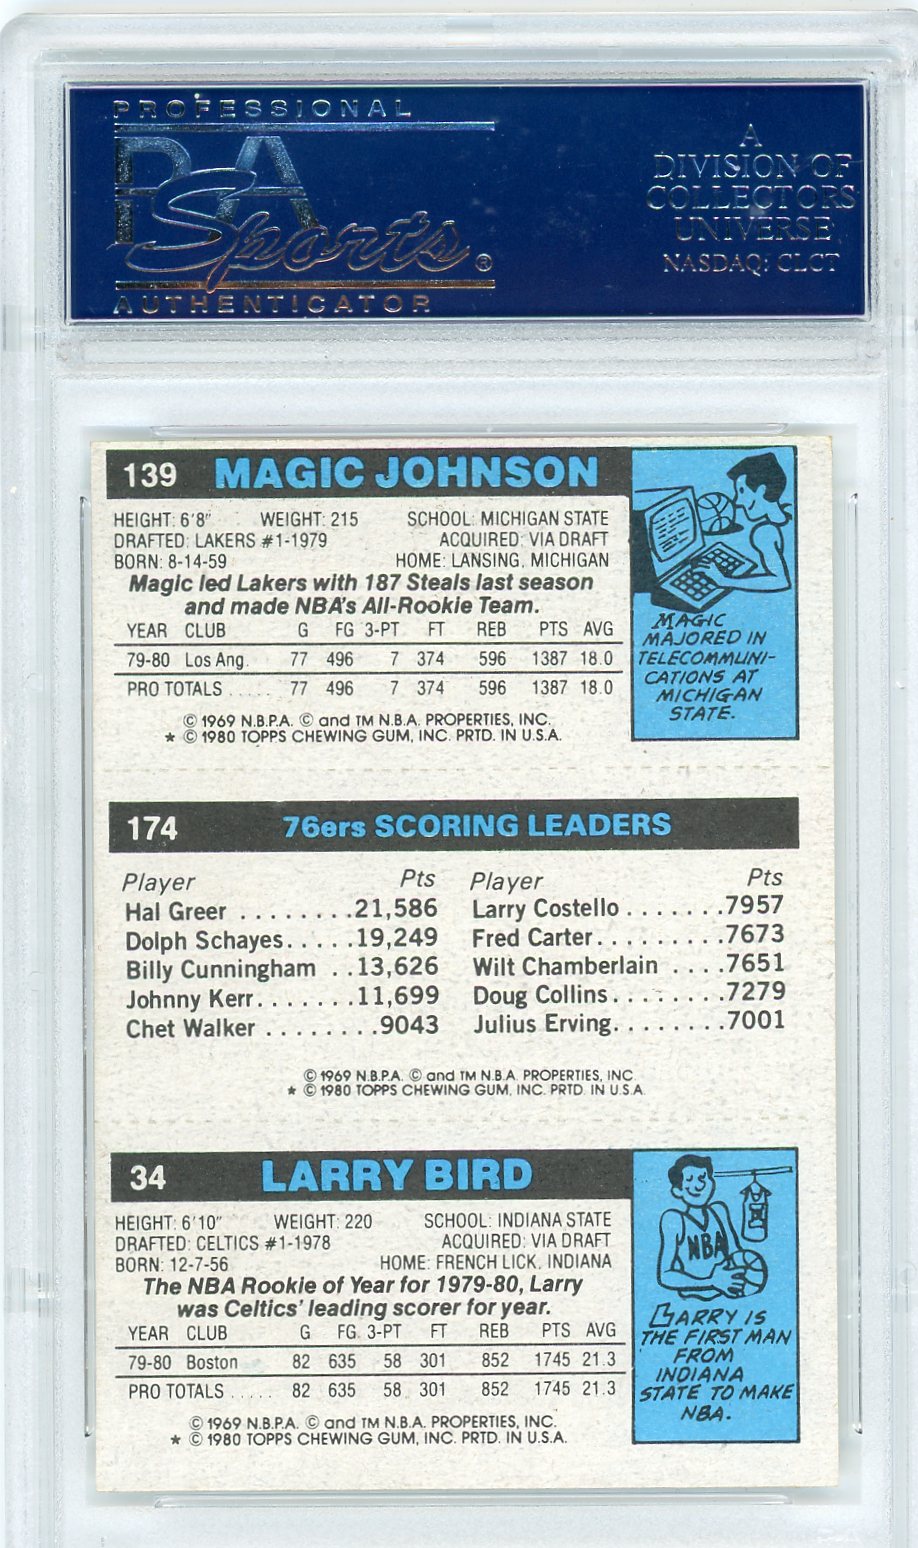 PROFESSIONAL
PSA
Sports®
AUTHENTICATOR
A
DIVISION OF
COLLECTORS
UNIVERSE
NASDAQ: CLCT
139 MAGIC JOHNSON
HEIGHT: 6'8" WEIGHT: 215 SCHOOL: MICHIGAN STATE
DRAFTED: LAKERS #1-1979 ACQUIRED: VIA DRAFT
BORN: 8-14-59 HOME: LANSING, MICHIGAN
Magic led Lakers with 187 Steals last season
and made NBA's All-Rookie Team.
YEAR CLUB G FG 3-PT FT REB PTS AVG
79-80 Los Ang. 77 496 7 374 596 1387 18.0
PRO TOTALS ..... 77 496 7 374 596 1387 18.0
© 1969 N.B.P.A. © and TM N.B.A. PROPERTIES, INC.
* © 1980 TOPPS CHEWING GUM, INC. PRTD. IN U.S.A.
MAGIC
MAJORED IN
TELECOMMUNI-
CATIONS AT
MICHIGAN
STATE.
174 76ers SCORING LEADERS
Player Pts Player Pts
Hal Greer ........21,586 Larry Costello .......7957
Dolph Schayes.....19,249 Fred Carter.........7673
Billy Cunningham ..13,626 Wilt Chamberlain ....7651
Johnny Kerr.......11,699 Doug Collins........7279
Chet Walker ........9043 Julius Erving........7001
© 1969 N.B.P.A. © and TM N.B.A. PROPERTIES, INC.
* © 1980 TOPPS CHEWING GUM, INC. PRTD. IN U.S.A.
34 LARRY BIRD
HEIGHT: 6'10" WEIGHT: 220 SCHOOL: INDIANA STATE
DRAFTED: CELTICS #1-1978 ACQUIRED: VIA DRAFT
BORN: 12-7-56 HOME: FRENCH LICK, INDIANA
The NBA Rookie of Year for 1979-80, Larry
was Celtics' leading scorer for year.
YEAR CLUB G FG 3-PT FT REB PTS AVG
79-80 Boston 82 635 58 301 852 1745 21.3
PRO TOTALS ..... 82 635 58 301 852 1745 21.3
© 1969 N.B.P.A. © and TM N.B.A. PROPERTIES, INC.
* © 1980 TOPPS CHEWING GUM, INC. PRTD. IN U.S.A.
NBA
LARRY IS
THE FIRST MAN
FROM
INDIANA
STATE TO MAKE
NBA.